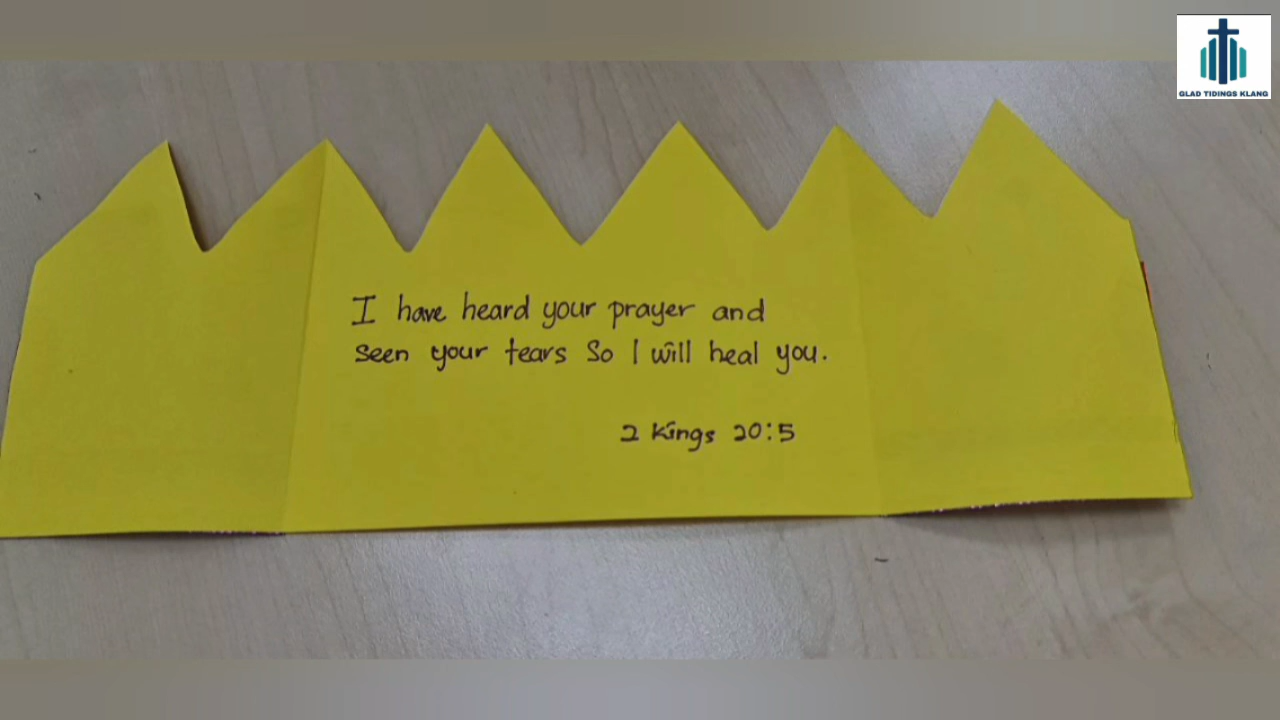 GLAD TIDINGS KLANG
I have heard your prayer and
seen your tears So I will heal you.
2 Kings 20:5